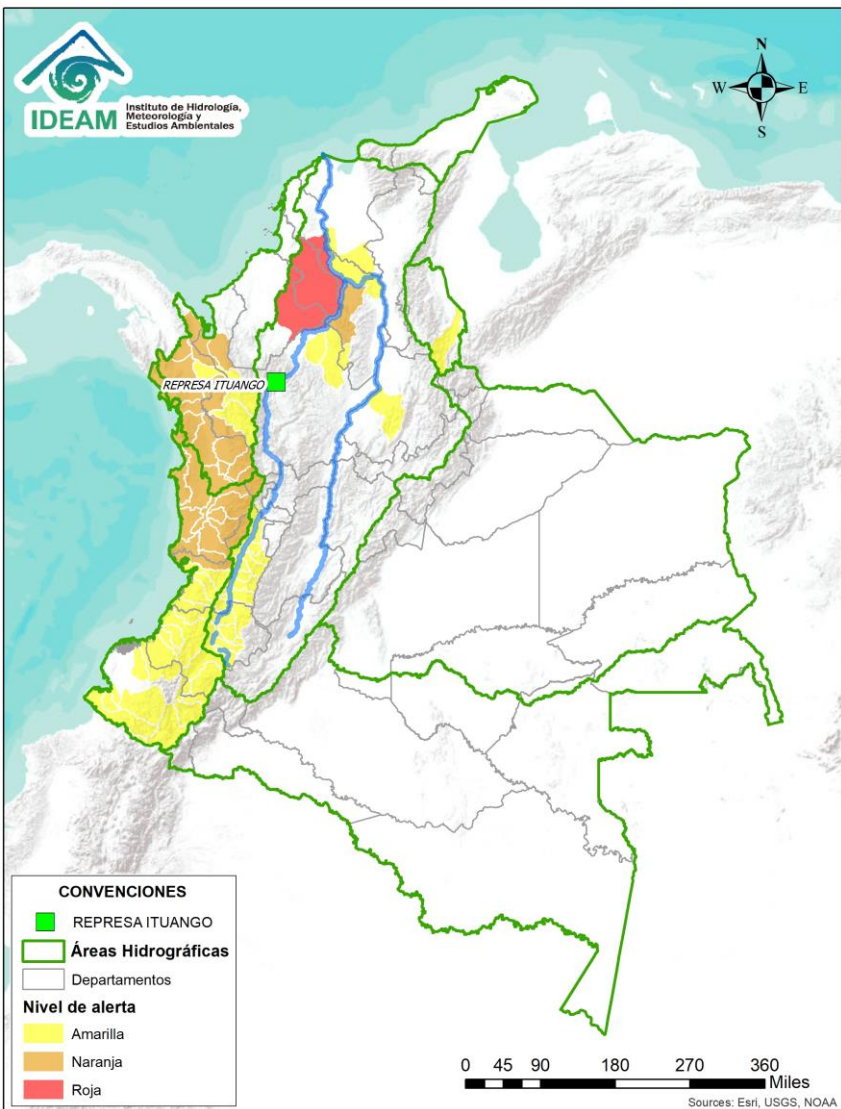 IDEAM
Instituto de Hidrología,
Meteorología y
Estudios Ambientales
N
W
E
S
REPRESA ITUANGO
CONVENCIONES
REPRESA ITUANGO
Áreas Hidrográficas
Departamentos
Nivel de alerta
Amarilla
Naranja
Roja
0 45 90 180 270 360
Miles
Sources: Esri, USGS, NOAA